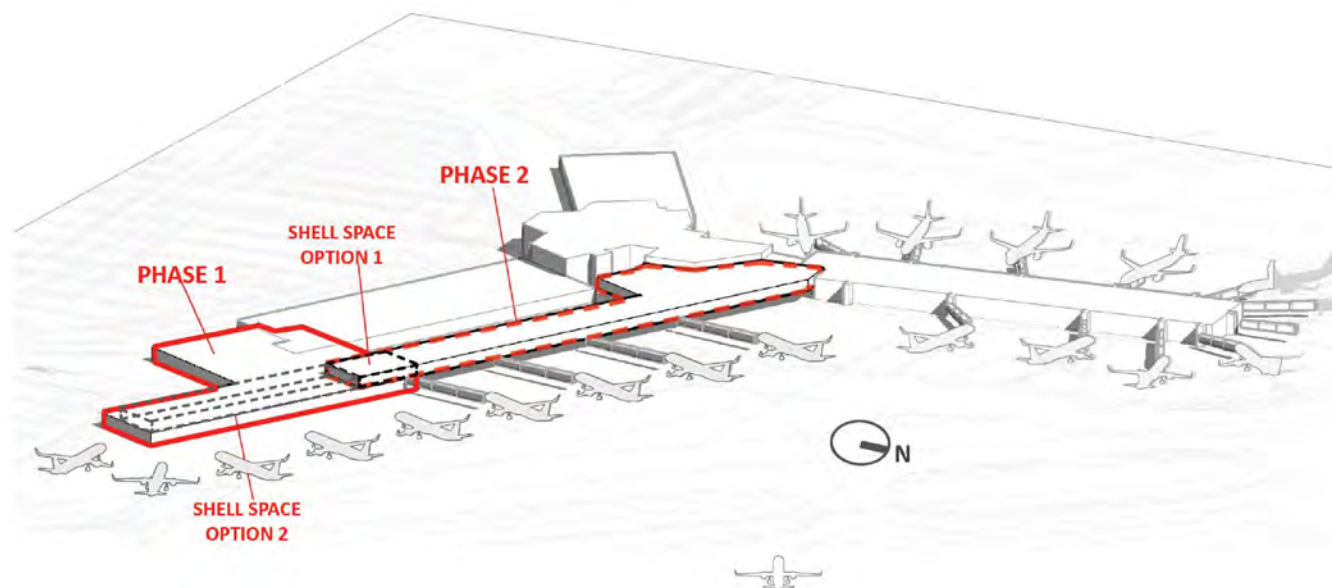 PHASE 2
SHELL SPACE
OPTION 1
PHASE 1
N
SHELL SPACE
OPTION 2